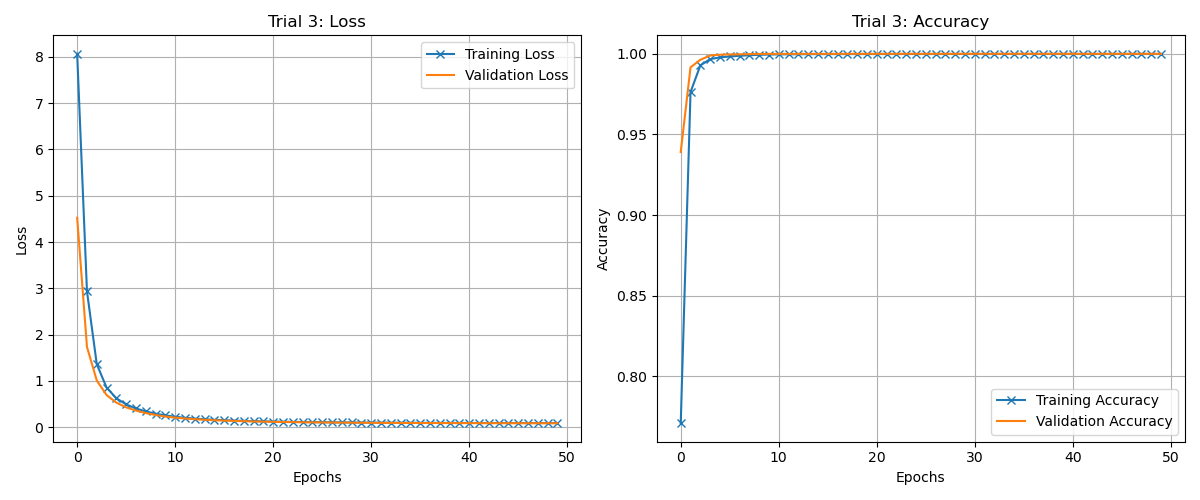 Trial 3: Loss
Loss
8
7
6
5
4
3
2
1
0
0 10 20 30 40 50
Epochs
Training Loss
Validation Loss
Trial 3: Accuracy
Accuracy
1.00
0.95
0.90
0.85
0.80
0 10 20 30 40 50
Epochs
Training Accuracy
Validation Accuracy